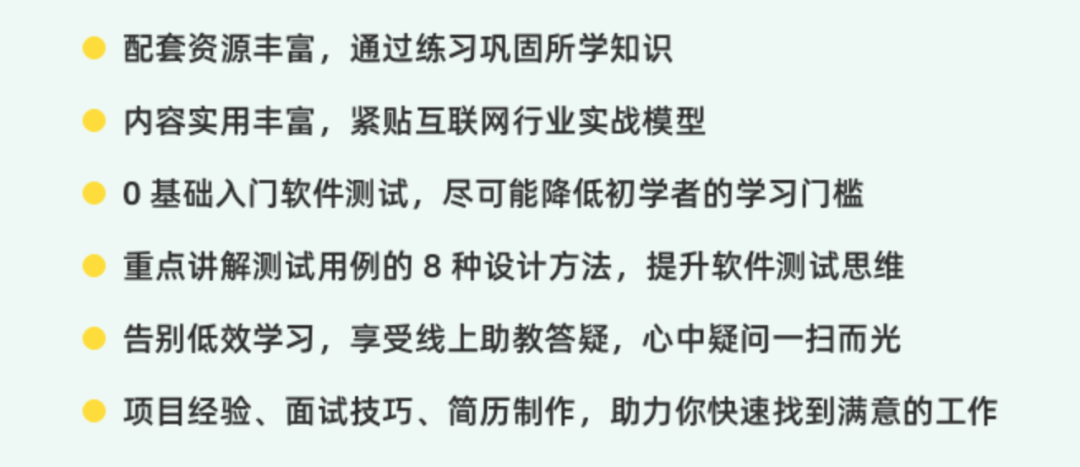 配套资源丰富，通过练习巩固所学知识
内容实用丰富，紧贴互联网行业实战模型
0 基础入门软件测试，尽可能降低初学者的学习门槛
重点讲解测试用例的 8 种设计方法，提升软件测试思维
告别低效学习，享受线上助教答疑，心中疑问一扫而光
项目经验、面试技巧、简历制作，助力你快速找到满意的工作